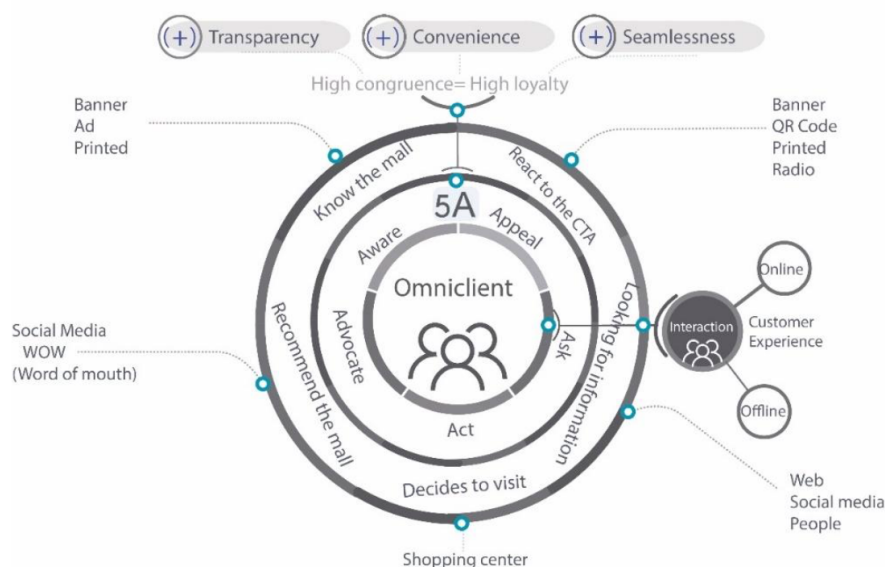 (+) Transparency
(+) Convenience
(+) Seamlessness
High congruence= High loyalty
Banner
Ad
Printed
Banner
QR Code
Printed
Radio
Know the mall
React to the CTA
5A
Aware
Appeal
Omniclient
Advocate
Ask
Act
Recommend the mall
Looking for information
Decides to visit
Interaction
Online
Customer
Experience
Offline
Social Media
WOW
(Word of mouth)
Web
Social media
People
Shopping center